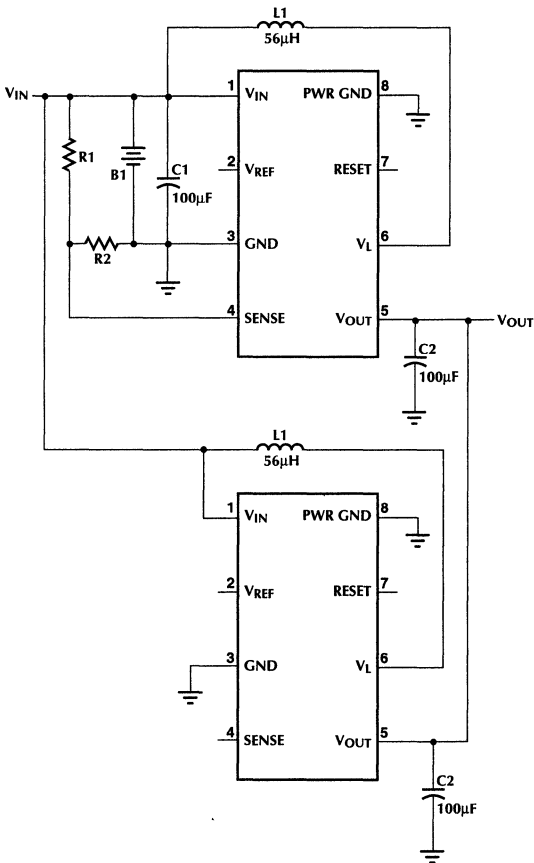 L1
56μH
VIN
1
VIN
PWR GND
8
R1
B1
C1
100μF
2
VREF
RESET
7
R2
3
GND
VL
6
4
SENSE
VOUT
5
VOUT
C2
100μF
L1
56μH
1
VIN
PWR GND
8
2
VREF
RESET
7
3
GND
VL
6
4
SENSE
VOUT
5
C2
100μF